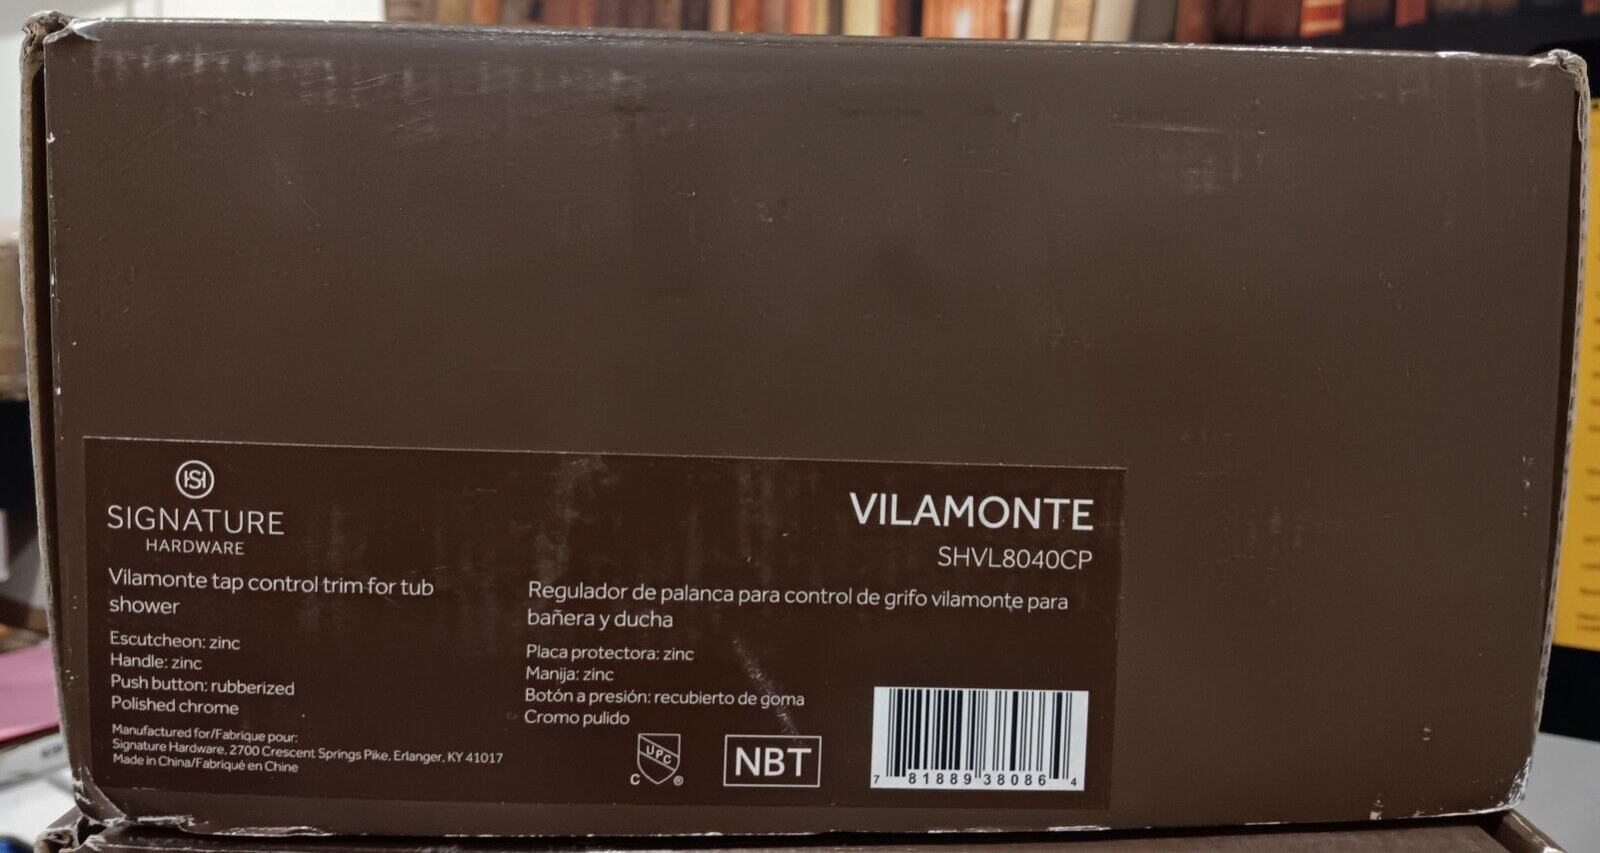 SIGNATURE
HARDWARE
Vilamonte tap control trim for tub
shower
Escutcheon: zinc
Handle: zinc
Push button: rubberized
Polished chrome
Manufactured for/Fabrique pour:
Signature Hardware, 2700 Crescent Springs Pike, Erlanger, KY 41017
Made in China/Fabriqué en Chine
VILAMONTE
SHVL8040CP
Regulador de palanca para control de grifo vilamonte para
bañera y ducha
Placa protectora: zinc
Manija: zinc
Botón a presión: recubierto de goma
Cromo pulido
UPC
C ®
NBT
7 81889 38086 4